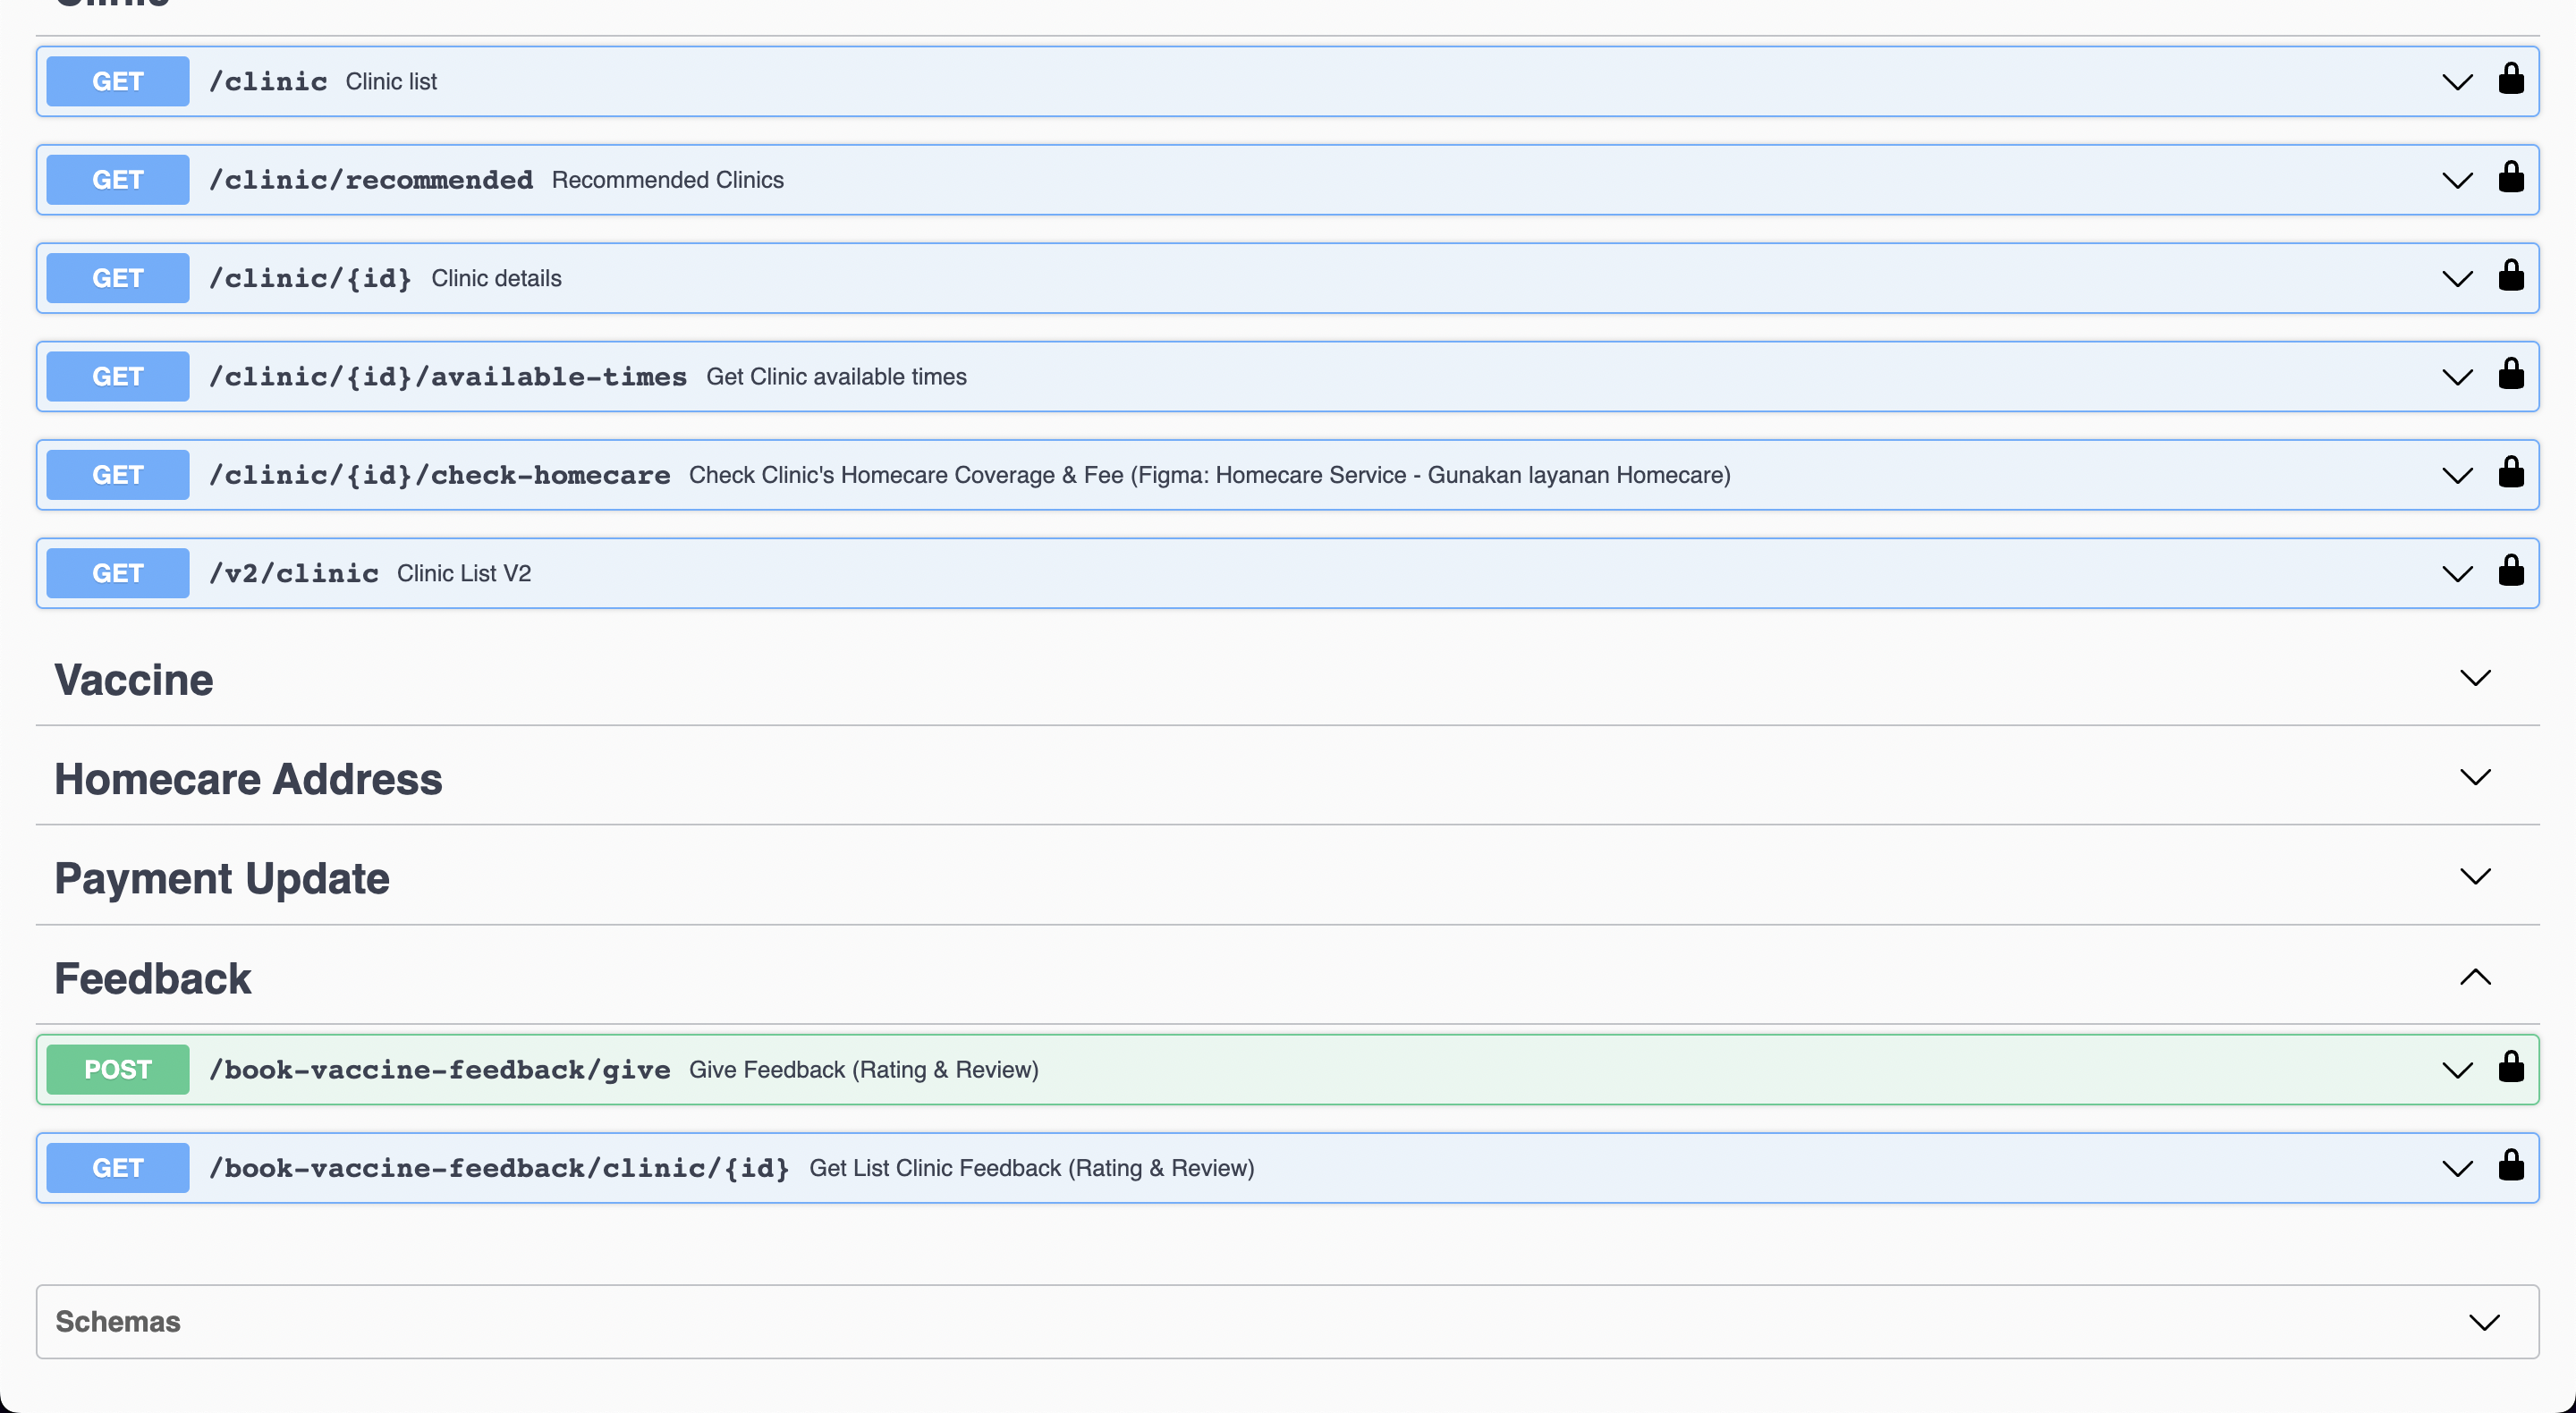 Clinic
GET /clinic Clinic list
GET /clinic/recommended Recommended Clinics
GET /clinic/{id} Clinic details
GET /clinic/{id}/available-times Get Clinic available times
GET /clinic/{id}/check-homecare Check Clinic's Homecare Coverage & Fee (Figma: Homecare Service - Gunakan layanan Homecare)
GET /v2/clinic Clinic List V2
Vaccine
Homecare Address
Payment Update
Feedback
POST /book-vaccine-feedback/give Give Feedback (Rating & Review)
GET /book-vaccine-feedback/clinic/{id} Get List Clinic Feedback (Rating & Review)
Schemas